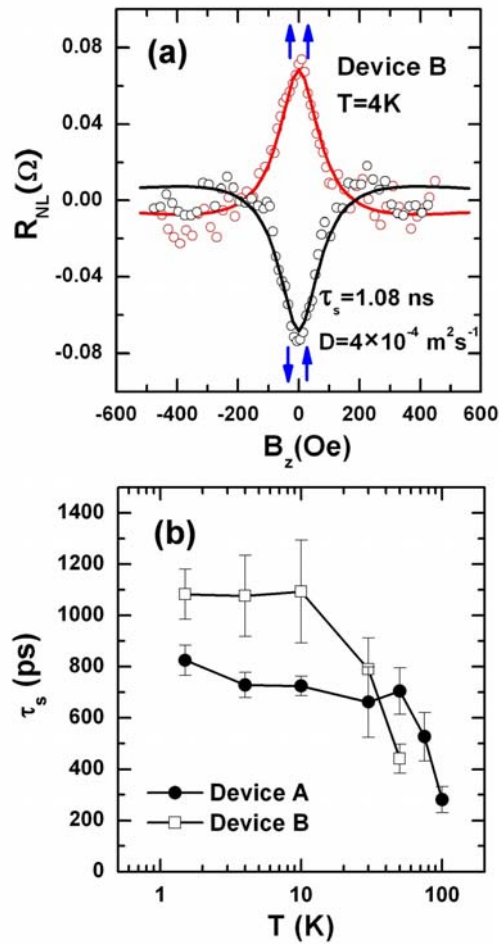 (a)
Device B
T=4K
R_NL (Ω)
0.08
0.04
0.00
-0.04
-0.08
τ_s=1.08 ns
D=4×10⁻⁴ m²s⁻¹
-600 -400 -200 0 200 400 600
B_z(Oe)
(b)
τ_s (ps)
1400
1200
1000
800
600
400
200
0
Device A
Device B
1 10 100
T (K)